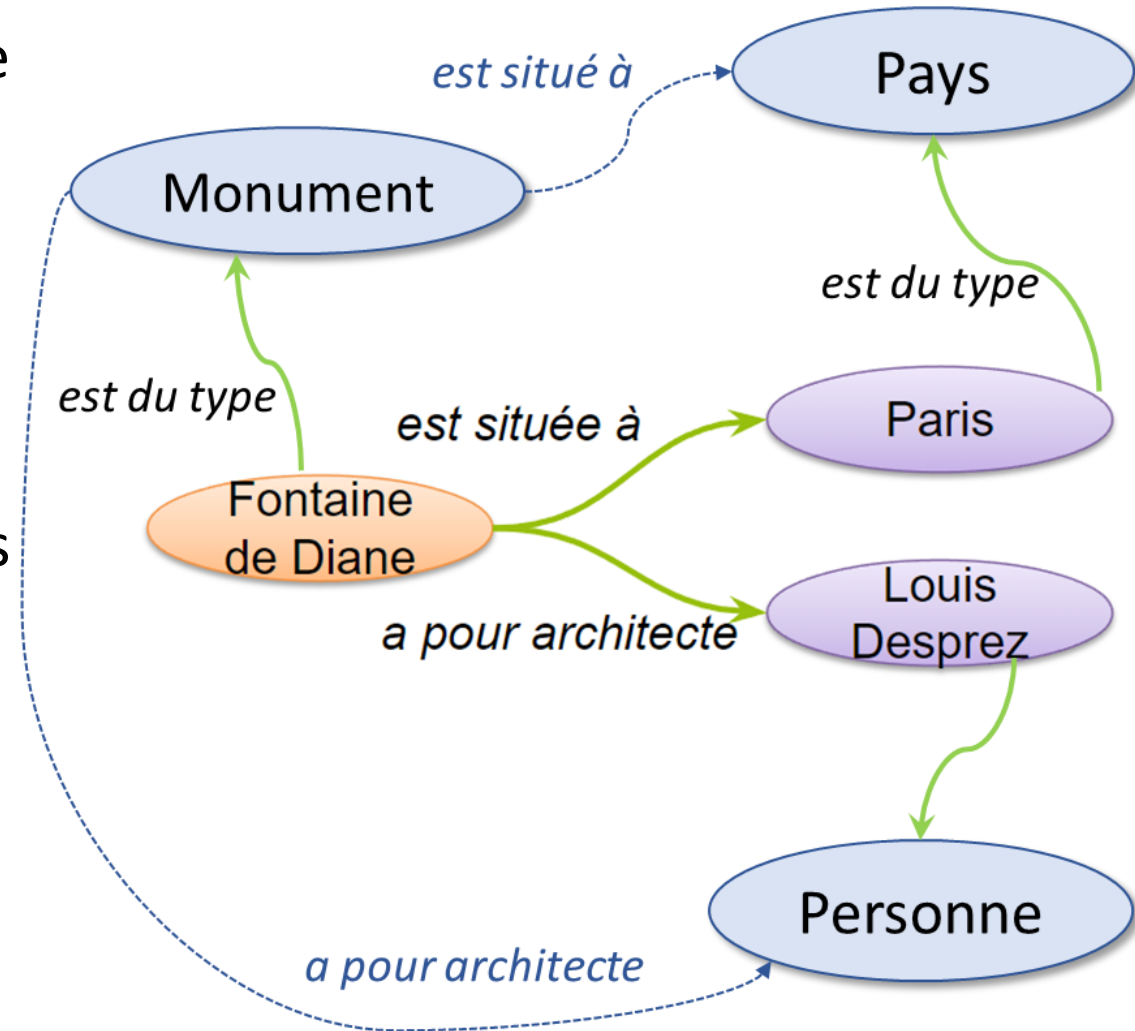 e
est situé à
Pays
Monument
est du type
est du type
est située à
Paris
Fontaine
de Diane
s
Louis
Desprez
a pour architecte
Personne
a pour architecte